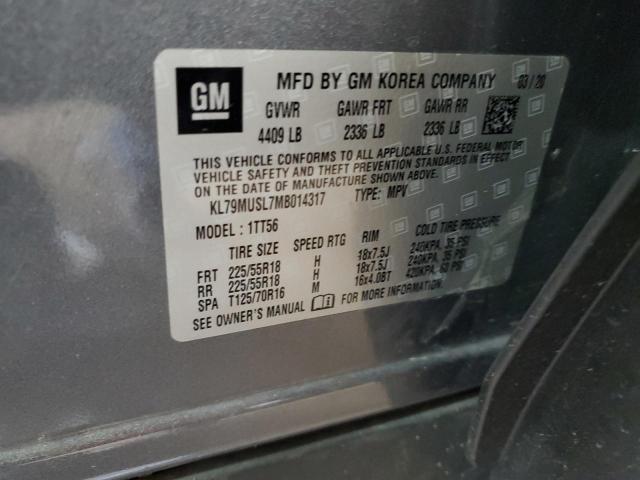 GM
MFD BY GM KOREA COMPANY 03/20
GVWR GAWR FRT GAWR RR
4409 LB 2336 LB 2336 LB
THIS VEHICLE CONFORMS TO ALL APPLICABLE U.S. FEDERAL MOTOR
VEHICLE SAFETY AND THEFT PREVENTION STANDARDS IN EFFECT
ON THE DATE OF MANUFACTURE SHOWN ABOVE.
KL79MUSL7MB014317 TYPE: MPV
MODEL : 1TT56
TIRE SIZE SPEED RTG RIM COLD TIRE PRESSURE
FRT 225/55R18 H 18x7.5J 240KPA, 35 PSI
RR 225/55R18 H 18x7.5J 240KPA, 35 PSI
SPA T125/70R16 M 16x4.0BT 420KPA, 60 PSI
SEE OWNER'S MANUAL FOR MORE INFORMATION.